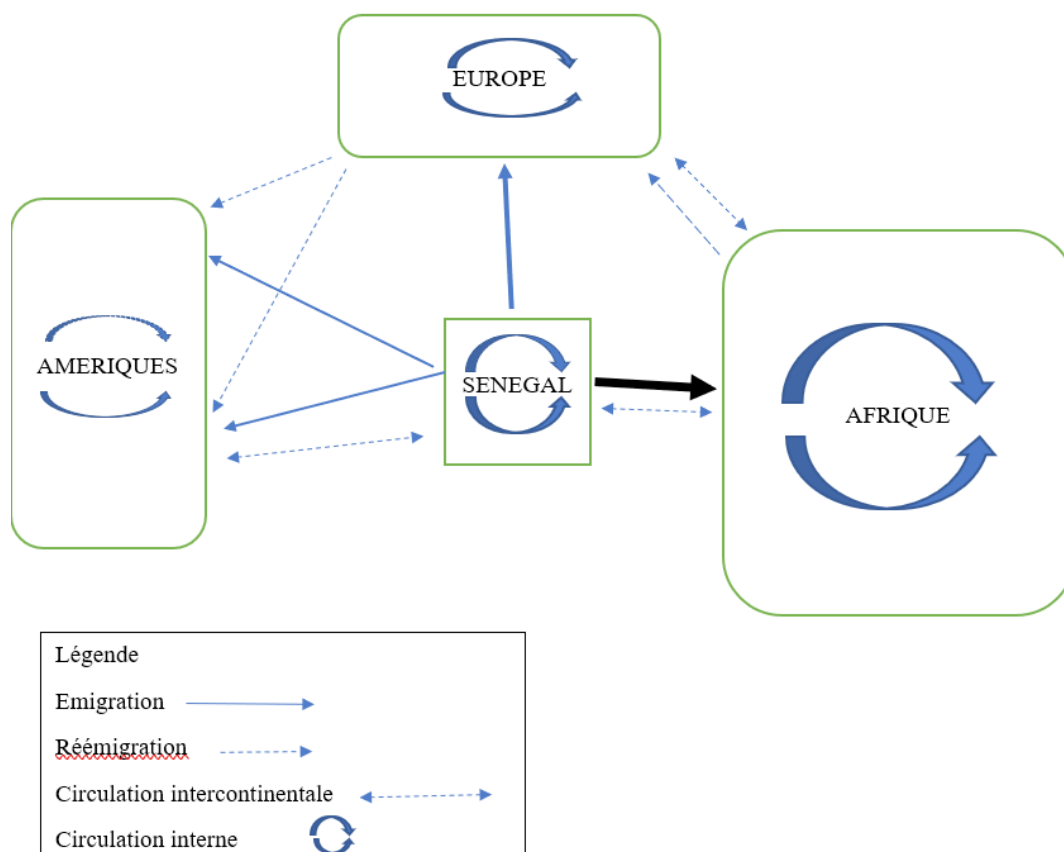 EUROPE
AMERIQUES
SENEGAL
AFRIQUE
Légende
Emigration
Réémigration
Circulation intercontinentale
Circulation interne